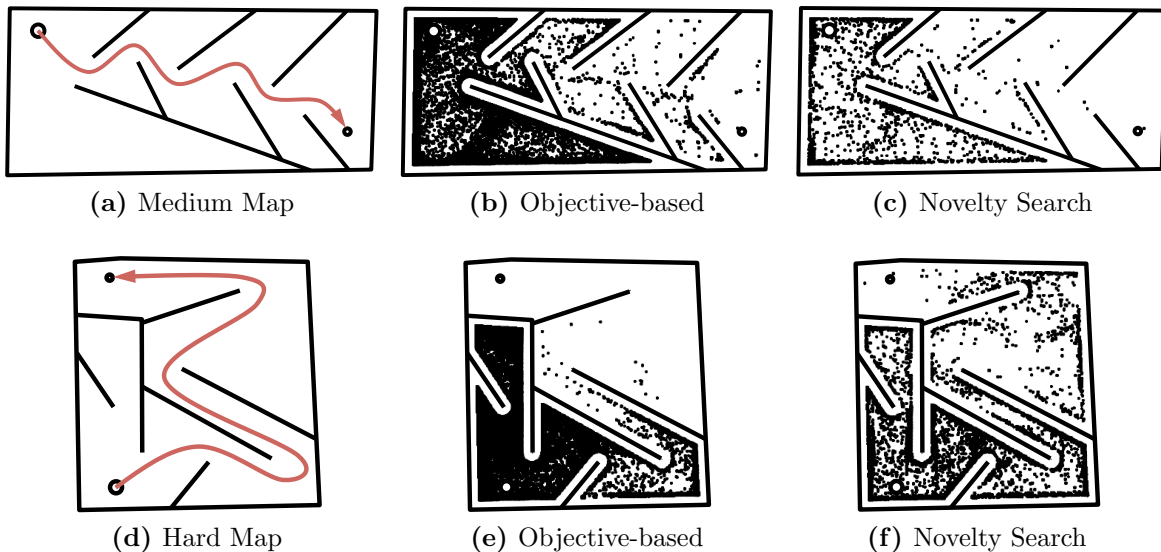 (a) Medium Map
(b) Objective-based
(c) Novelty Search
(d) Hard Map
(e) Objective-based
(f) Novelty Search